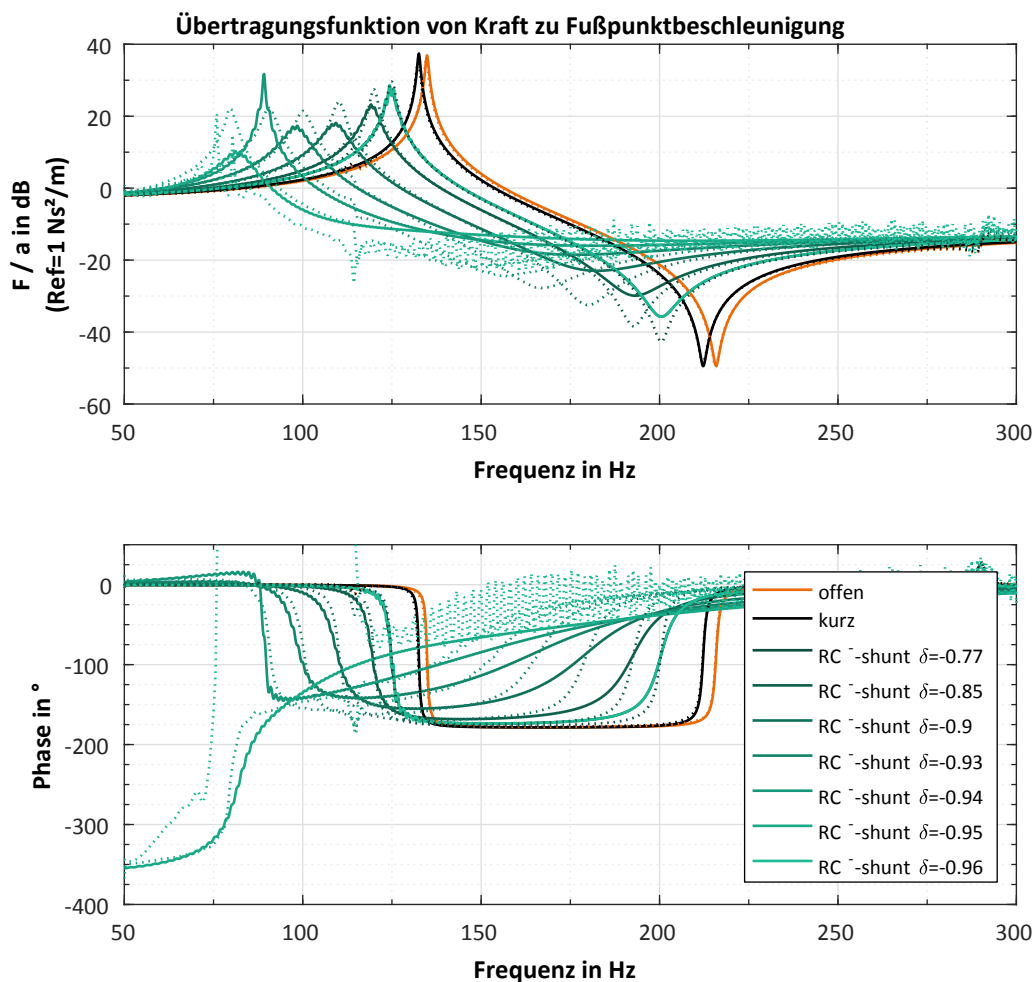 Übertragungsfunktion von Kraft zu Fußpunktbeschleunigung
F / a in dB
(Ref=1 Ns²/m)
40
20
0
-20
-40
-60
50
100
150
200
250
300
Frequenz in Hz
Phase in °
0
-100
-200
-300
-400
offen
kurz
RC⁻-shunt δ=-0.77
RC⁻-shunt δ=-0.85
RC⁻-shunt δ=-0.9
RC⁻-shunt δ=-0.93
RC⁻-shunt δ=-0.94
RC⁻-shunt δ=-0.95
RC⁻-shunt δ=-0.96
50
100
150
200
250
300
Frequenz in Hz